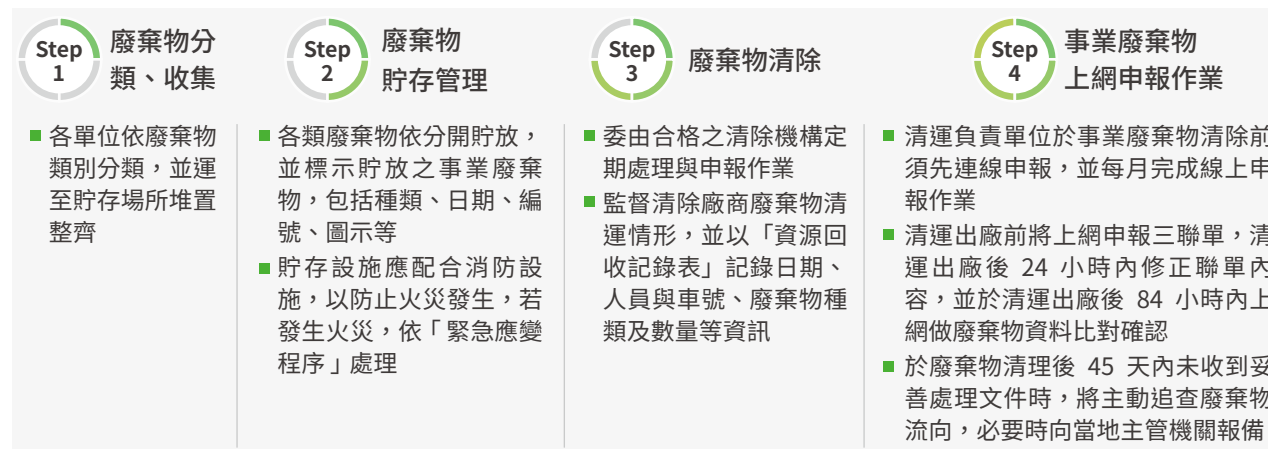 Step 1
廢棄物分
類、收集
各單位依廢棄物
類別分類，並運
至貯存場所堆置
整齊
Step 2
廢棄物
貯存管理
各類廢棄物依分開貯放，
並標示貯放之事業廢棄
物，包括種類、日期、編
號、圖示等
貯存設施應配合消防設
施，以防止火災發生，若
發生火災，依「緊急應變
程序」處理
Step 3
廢棄物清除
委由合格之清除機構定
期處理與申報作業
監督清除廠商廢棄物清
運情形，並以「資源回
收記錄表」記錄日期、
人員與車號、廢棄物種
類及數量等資訊
Step 4
事業廢棄物
上網申報作業
清運負責單位於事業廢棄物清除前
須先連線申報，並每月完成線上申
報作業
清運出廠前將上網申報三聯單，清
運出廠後 24 小時內修正聯單內
容，並於清運出廠後 84 小時內上
網做廢棄物資料比對確認
於廢棄物清理後 45 天內未收到妥
善處理文件時，將主動追查廢棄物
流向，必要時向當地主管機關報備